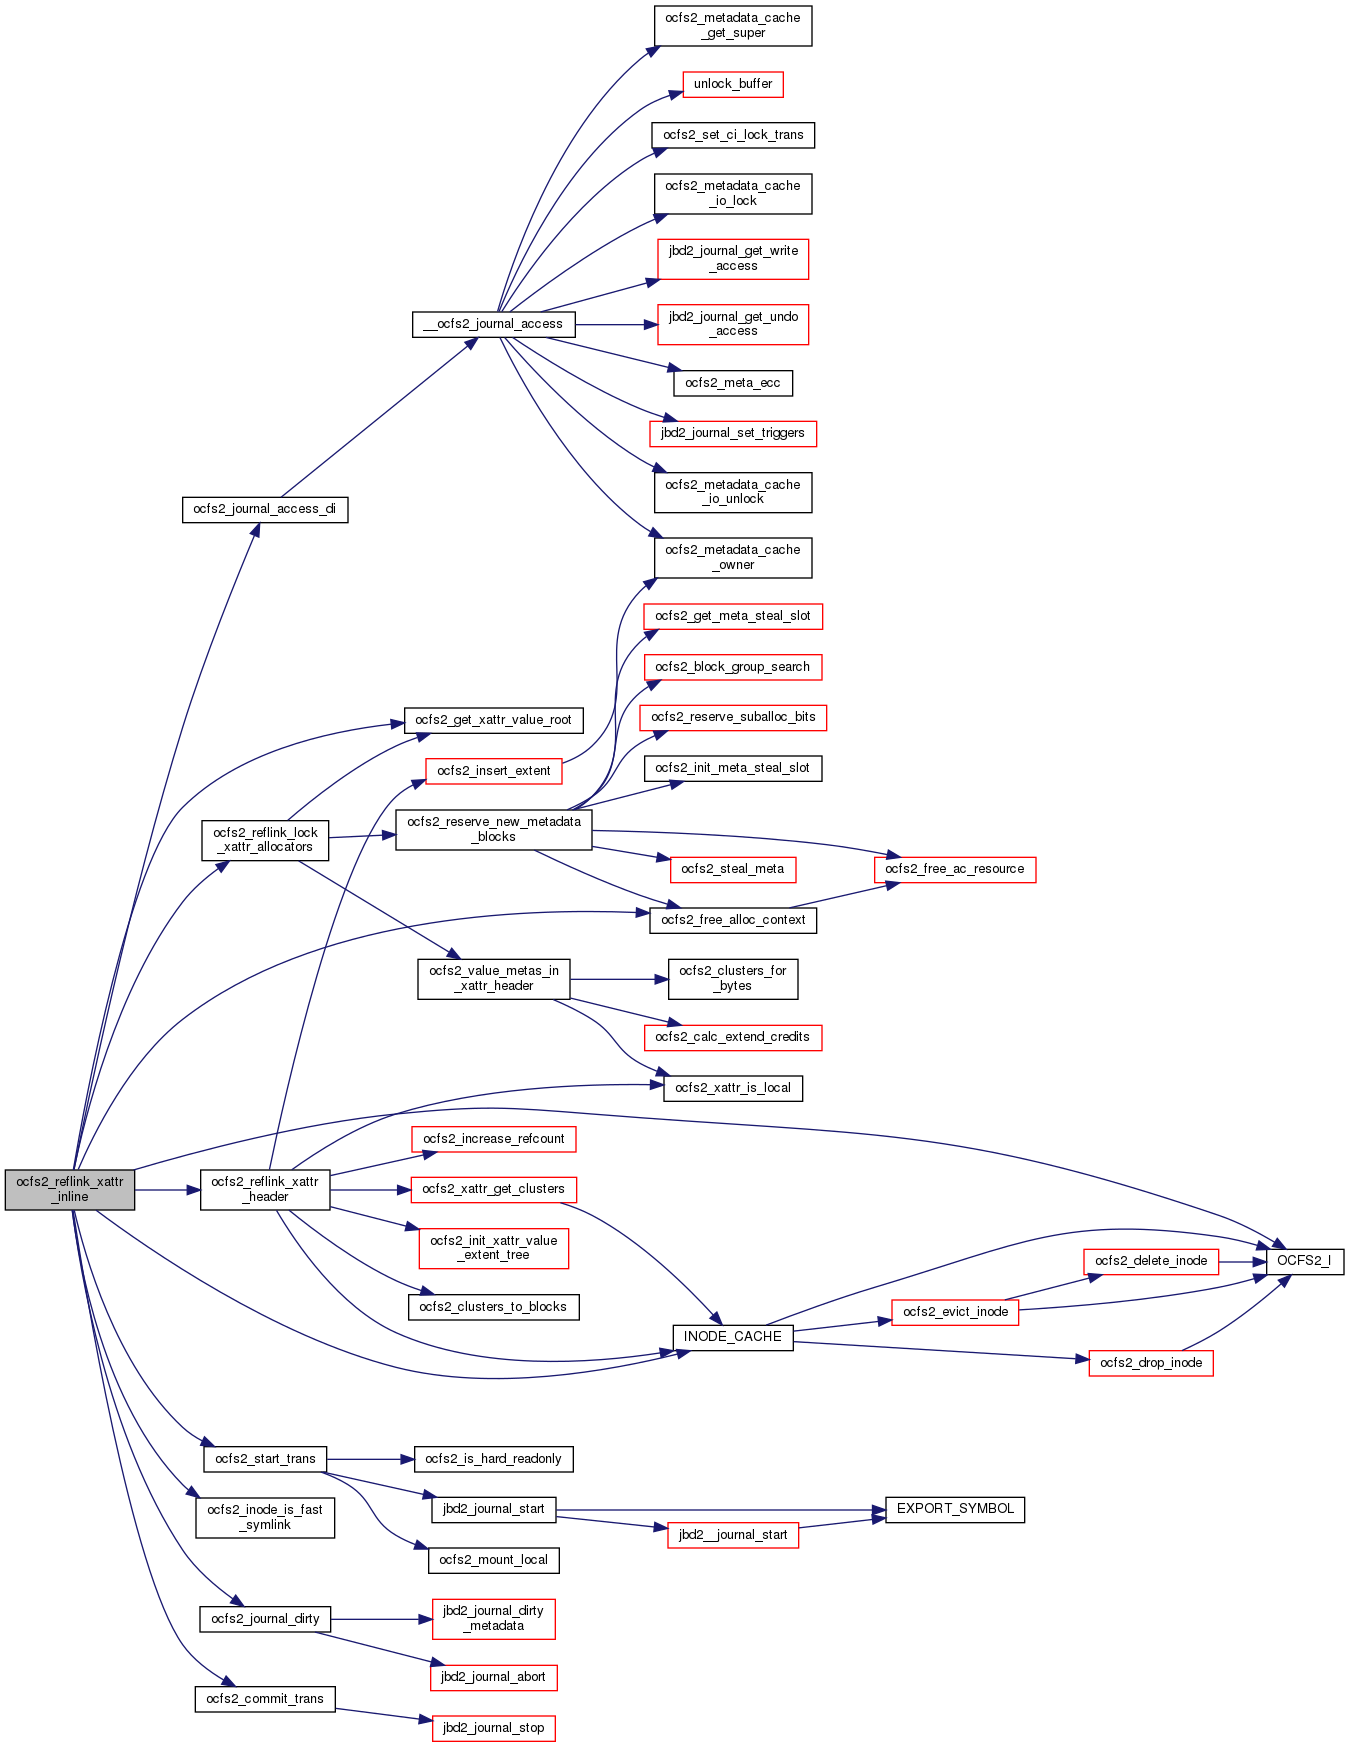 ocfs2_metadata_cache
_get_super
unlock_buffer
ocfs2_set_ci_lock_trans
ocfs2_metadata_cache
_io_lock
jbd2_journal_get_write
_access
__ocfs2_journal_access
jbd2_journal_get_undo
_access
ocfs2_meta_ecc
jbd2_journal_set_triggers
ocfs2_metadata_cache
_io_unlock
ocfs2_journal_access_di
ocfs2_metadata_cache
_owner
ocfs2_get_meta_steal_slot
ocfs2_block_group_search
ocfs2_get_xattr_value_root
ocfs2_reserve_suballoc_bits
ocfs2_insert_extent
ocfs2_init_meta_steal_slot
ocfs2_reflink_lock
_xattr_allocators
ocfs2_reserve_new_metadata
_blocks
ocfs2_steal_meta
ocfs2_free_ac_resource
ocfs2_free_alloc_context
ocfs2_value_metas_in
_xattr_header
ocfs2_clusters_for
_bytes
ocfs2_calc_extend_credits
ocfs2_xattr_is_local
ocfs2_increase_refcount
ocfs2_reflink_xattr
_inline
ocfs2_reflink_xattr
_header
ocfs2_xattr_get_clusters
ocfs2_init_xattr_value
_extent_tree
ocfs2_delete_inode
OCFS2_I
ocfs2_clusters_to_blocks
ocfs2_evict_inode
INODE_CACHE
ocfs2_drop_inode
ocfs2_start_trans
ocfs2_is_hard_readonly
ocfs2_inode_is_fast
_symlink
jbd2_journal_start
EXPORT_SYMBOL
jbd2__journal_start
ocfs2_mount_local
ocfs2_journal_dirty
jbd2_journal_dirty
_metadata
jbd2_journal_abort
ocfs2_commit_trans
jbd2_journal_stop